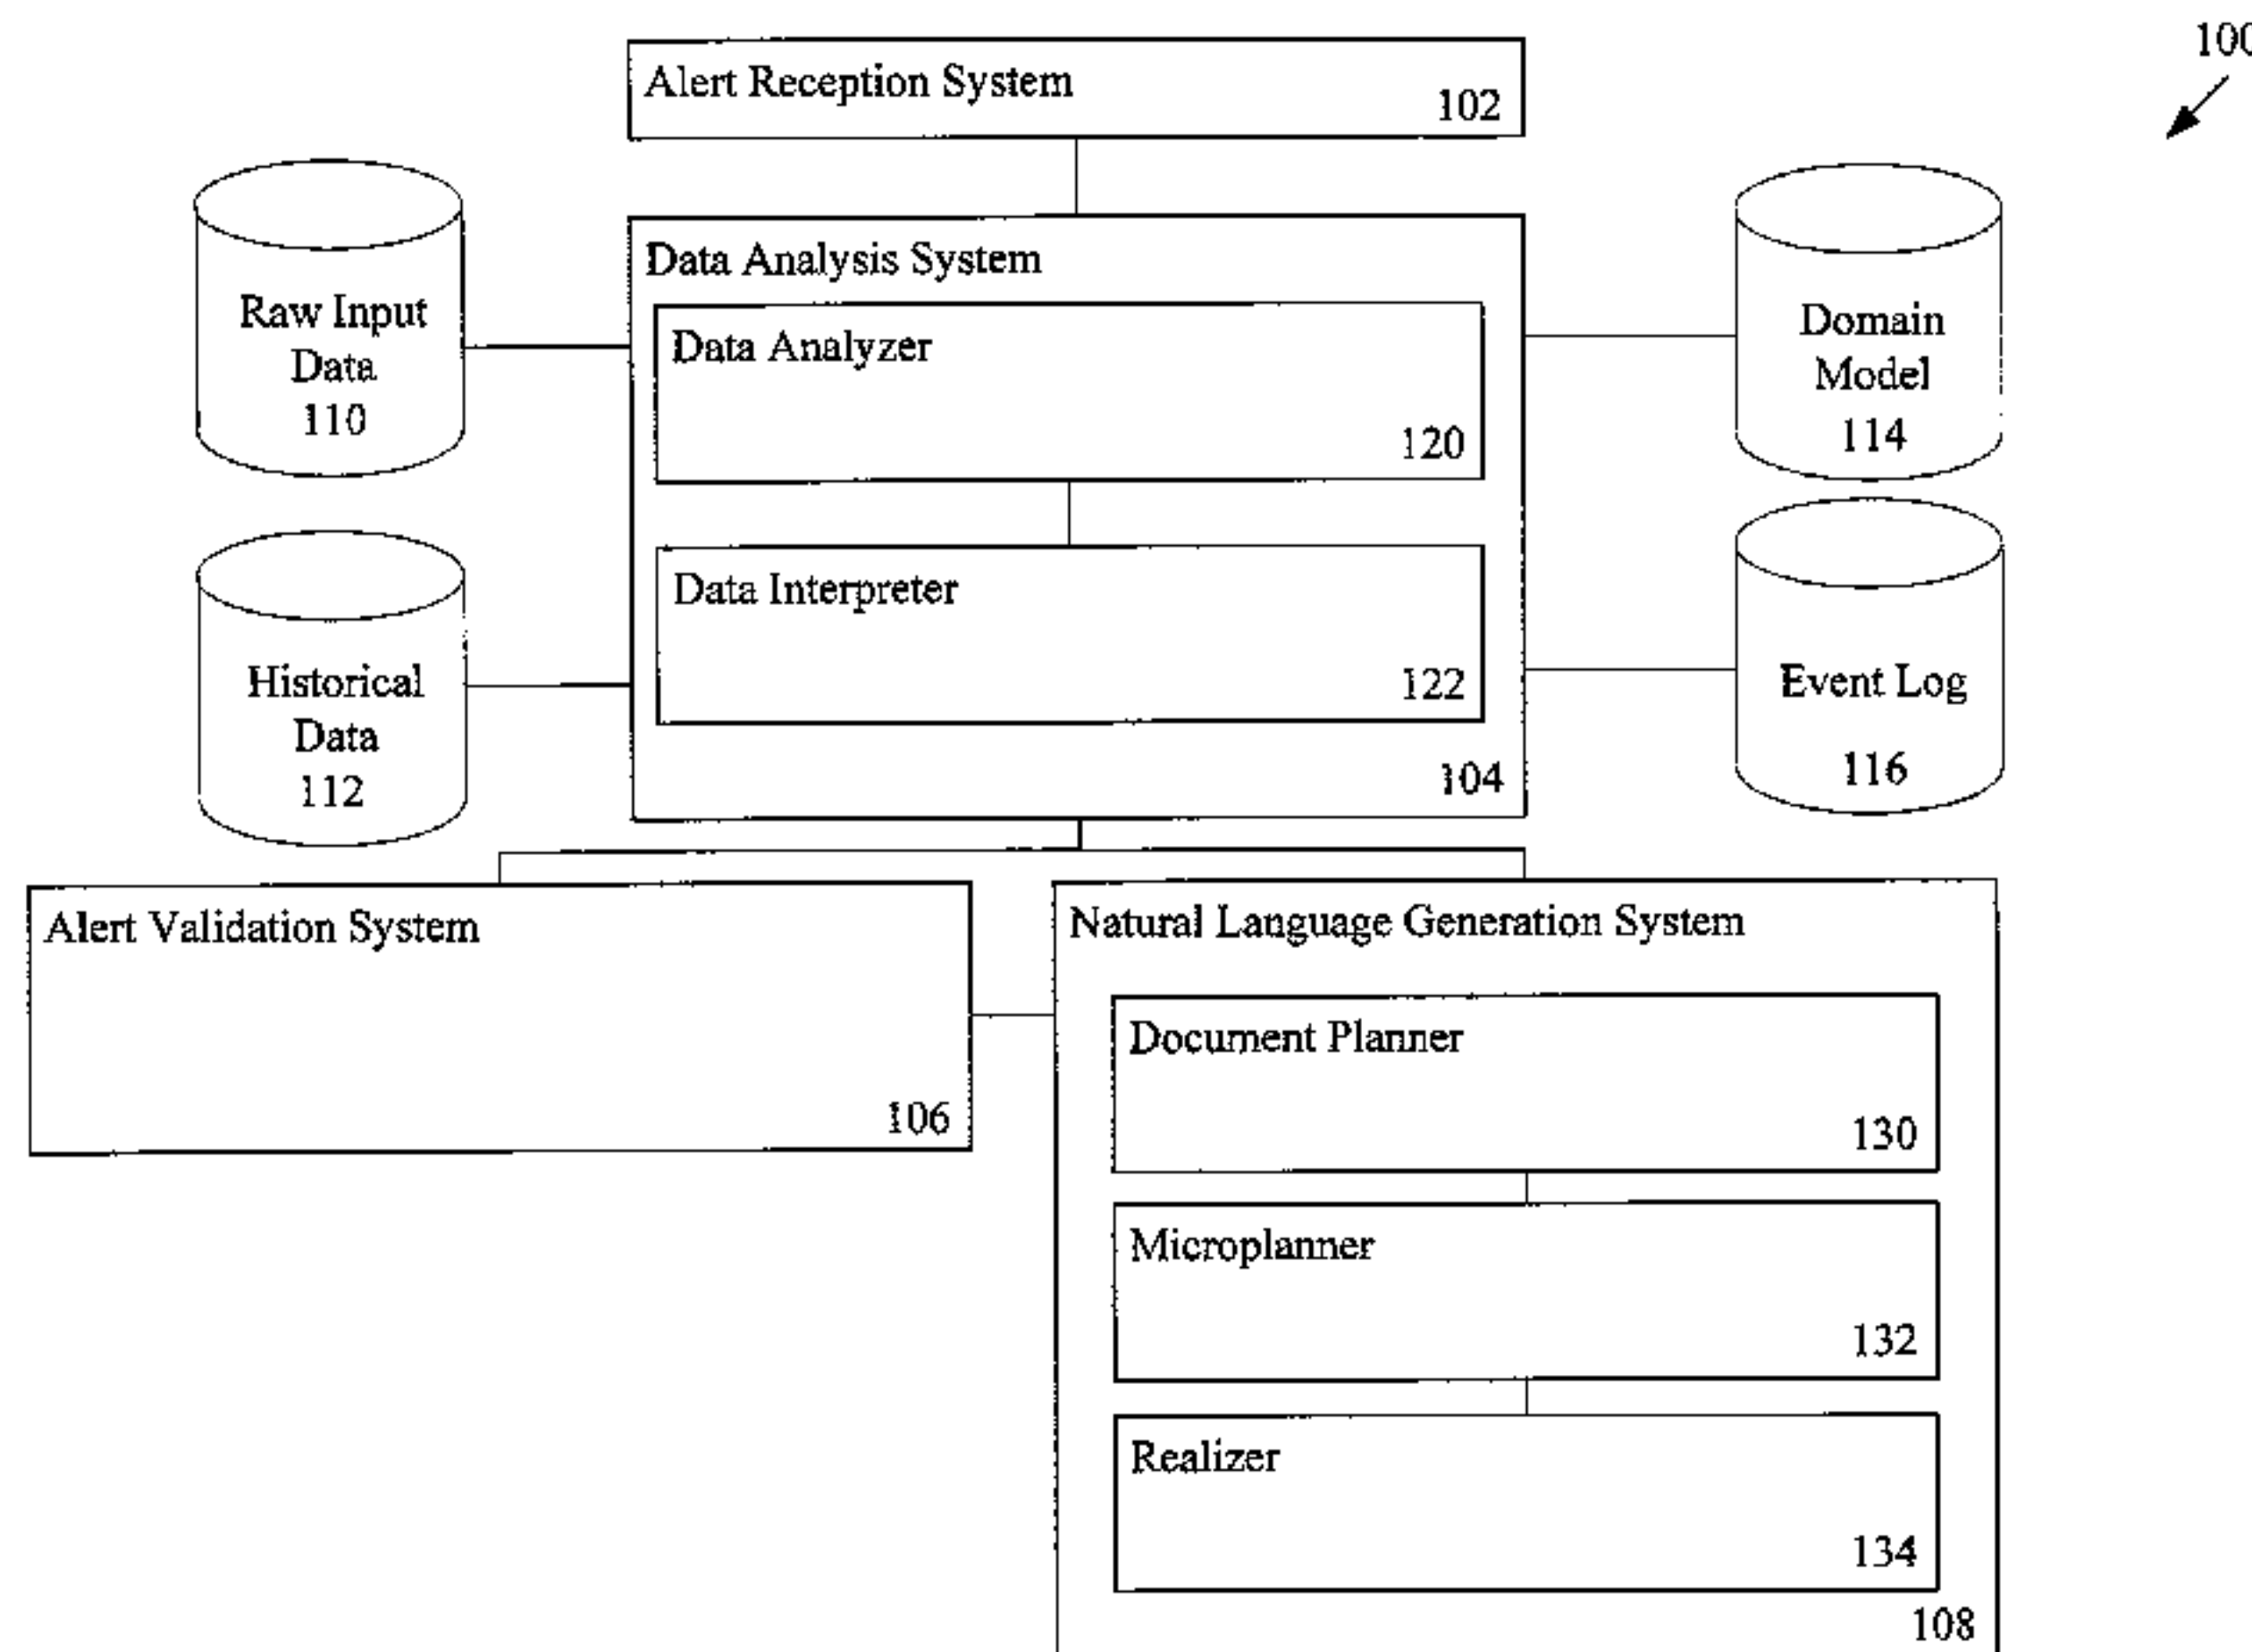 100
Alert Reception System
102
Raw Input
Data
110
Data Analysis System
Data Analyzer
120
Domain
Model
114
Historical
Data
112
Data Interpreter
122
104
Event Log
116
Alert Validation System
106
Natural Language Generation System
Document Planner
130
Microplanner
132
Realizer
134
108